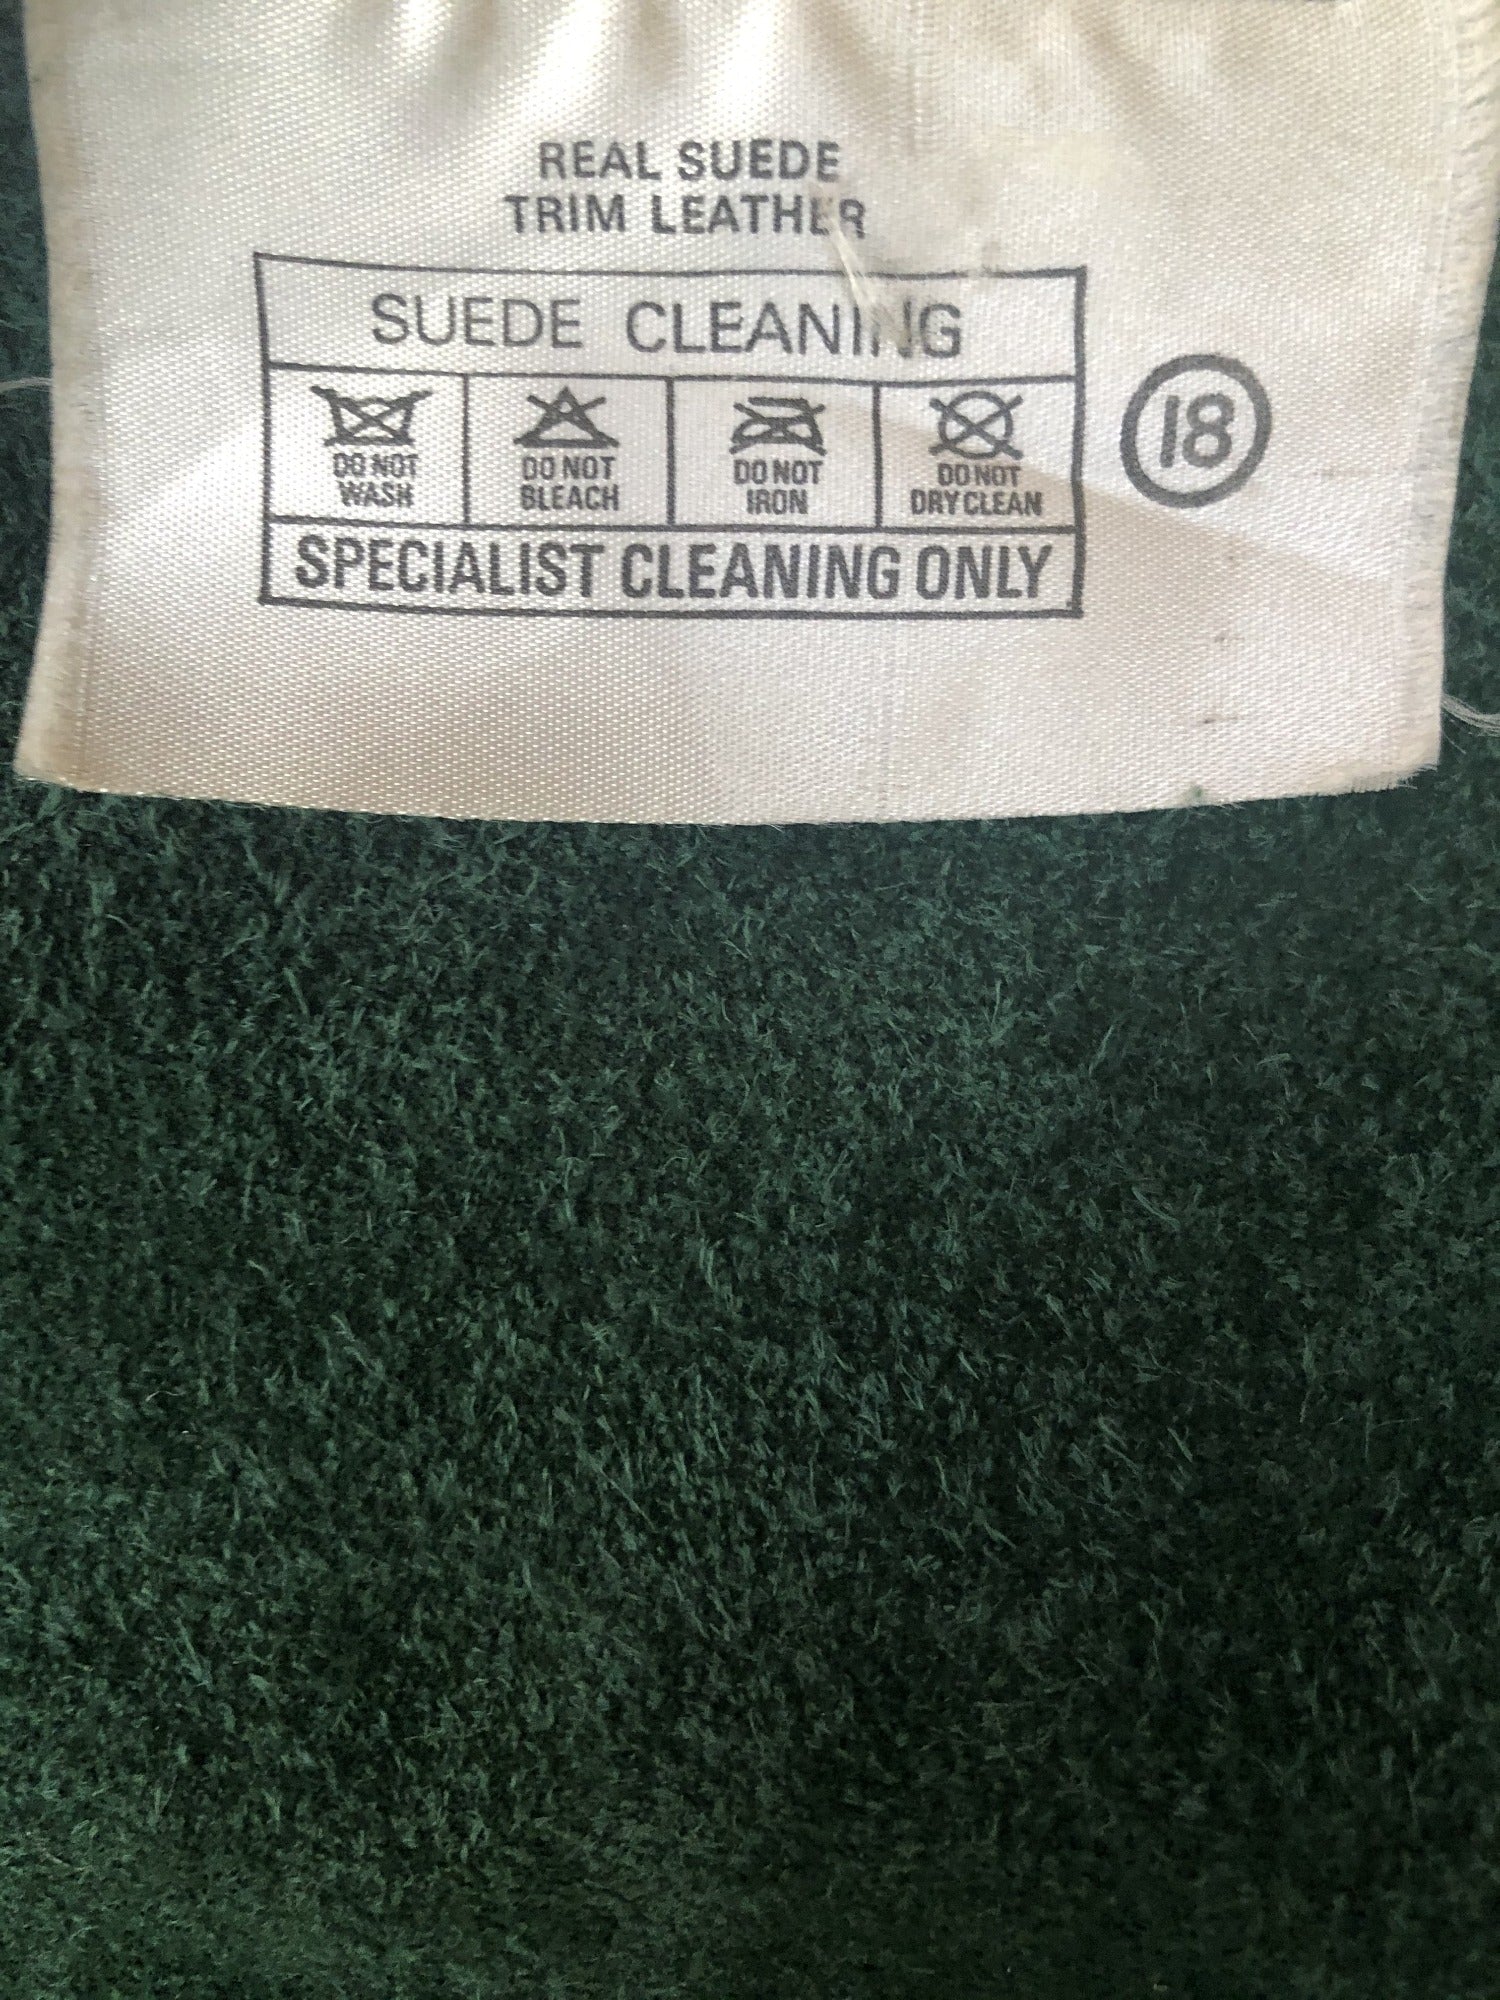 REAL SUEDE
TRIM LEATHER
SUEDE CLEANING
DO NOT WASH
DO NOT BLEACH
DO NOT IRON
DO NOT DRY CLEAN
18
SPECIALIST CLEANING ONLY